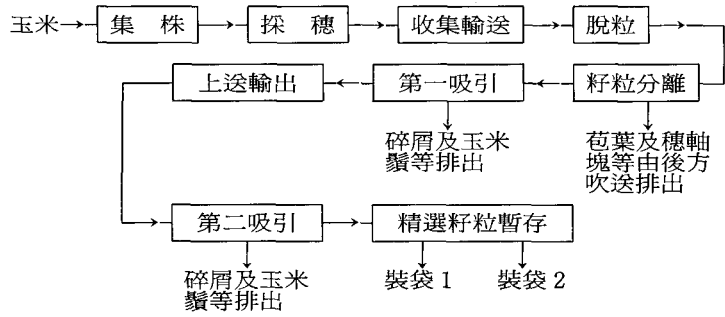 玉米 集株 採穗 收集輸送 脫粒
上送輸出 第一吸引 籽粒分離
碎屑及玉米
鬚等排出
苞葉及穗軸
塊等由後方
吹送排出
第二吸引 精選籽粒暫存
碎屑及玉米
鬚等排出
裝袋1 裝袋2